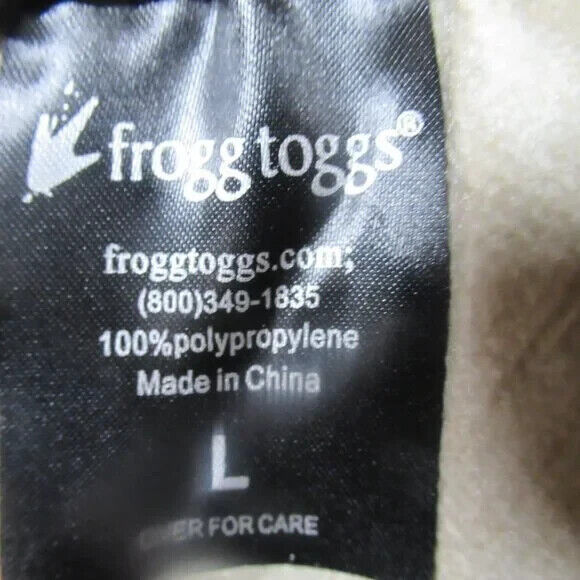 frogg toggs®
froggtoggs.com;
(800)349-1835
100%polypropylene
Made in China
L
FOR CARE